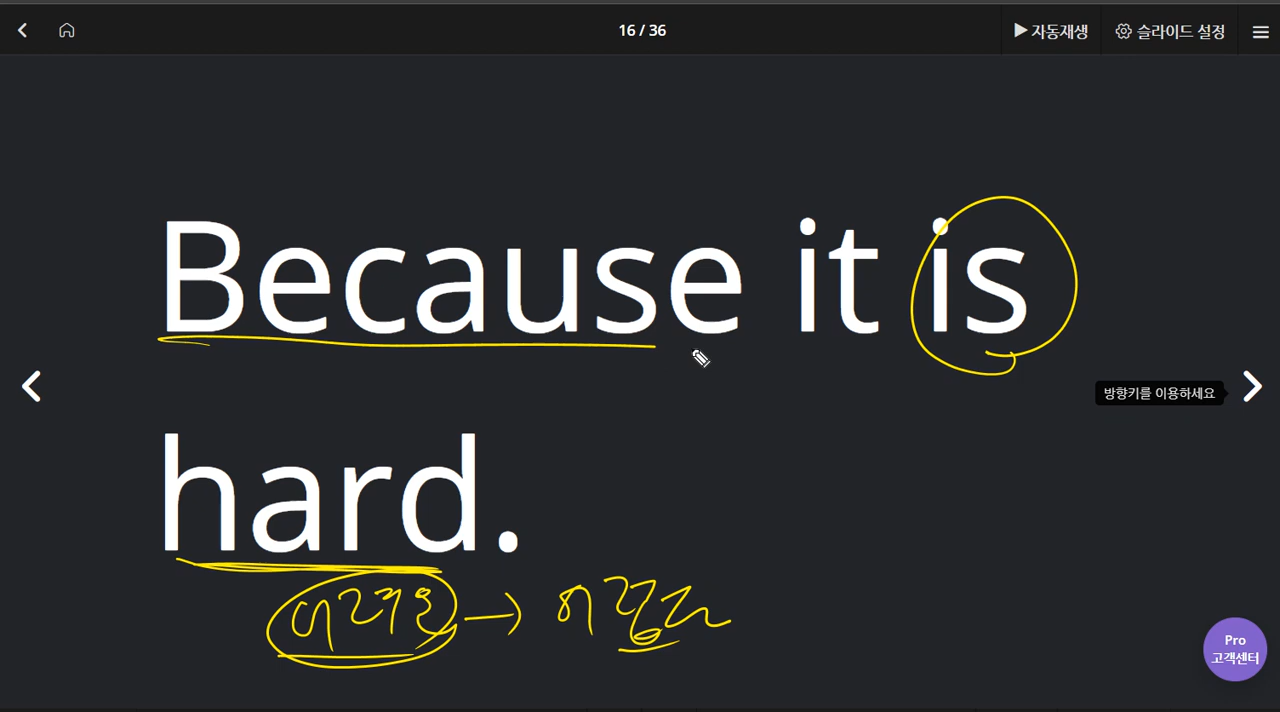 16 / 36
자동재생
슬라이드 설정
Because it is
방향키를 이용하세요
hard.
어려운 → 어렵다
Pro
고객센터